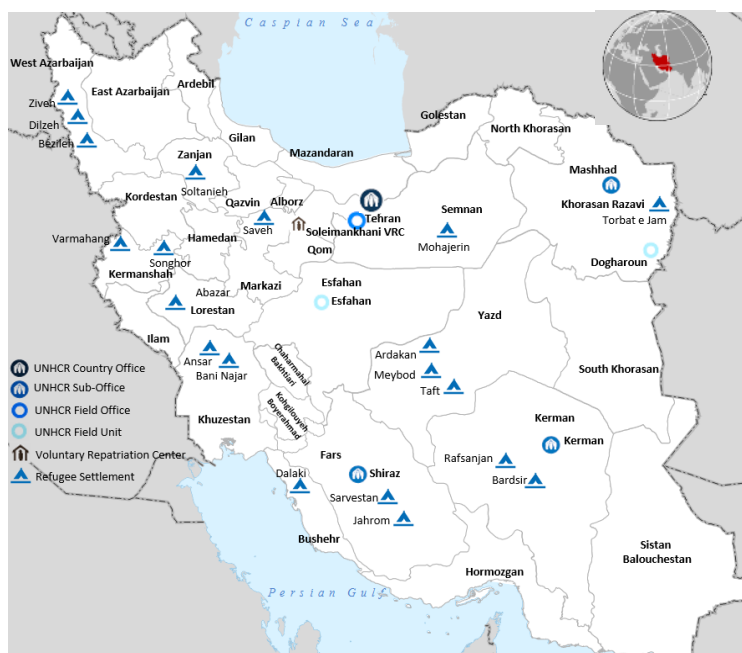 Caspian Sea
West Azarbaijan
East Azarbaijan
Ardebil
Ziveh
Dilzeh
Bezileh
Gilan
Golestan
North Khorasan
Zanjan
Soltanieh
Mazandaran
Mashhad
Khorasan Razavi
Torbat e Jam
Kordestan
Qazvin
Alborz
Tehran
Semnan
Saveh
Soleimankhani VRC
Mohajerin
Varmahang
Hamedan
Qom
Songhor
Kermanshah
Dogharoun
Abazar
Markazi
Esfahan
Esfahan
Lorestan
Yazd
Ilam
Ansar
Bani Najar
Chaharmahal
Bakhtiari
Ardakan
Meybod
Taft
South Khorasan
Kohgilouyeh
Boyerahmad
Khuzestan
Kerman
Kerman
Fars
Shiraz
Rafsanjan
Bardsir
Dalaki
Sarvestan
Jahrom
Bushehr
Sistan
Balouchestan
Hormozgan
Persian Gulf
UNHCR Country Office
UNHCR Sub-Office
UNHCR Field Office
UNHCR Field Unit
Voluntary Repatriation Center
Refugee Settlement